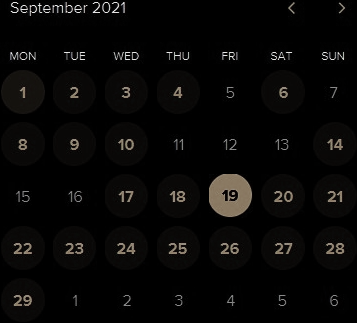 September 2021 < >
MON TUE WED THU FRI SAT SUN
1 2 3 4 5 6 7
8 9 10 11 12 13 14
15 16 17 18 19 20 21
22 23 24 25 26 27 28
29 1 2 3 4 5 6